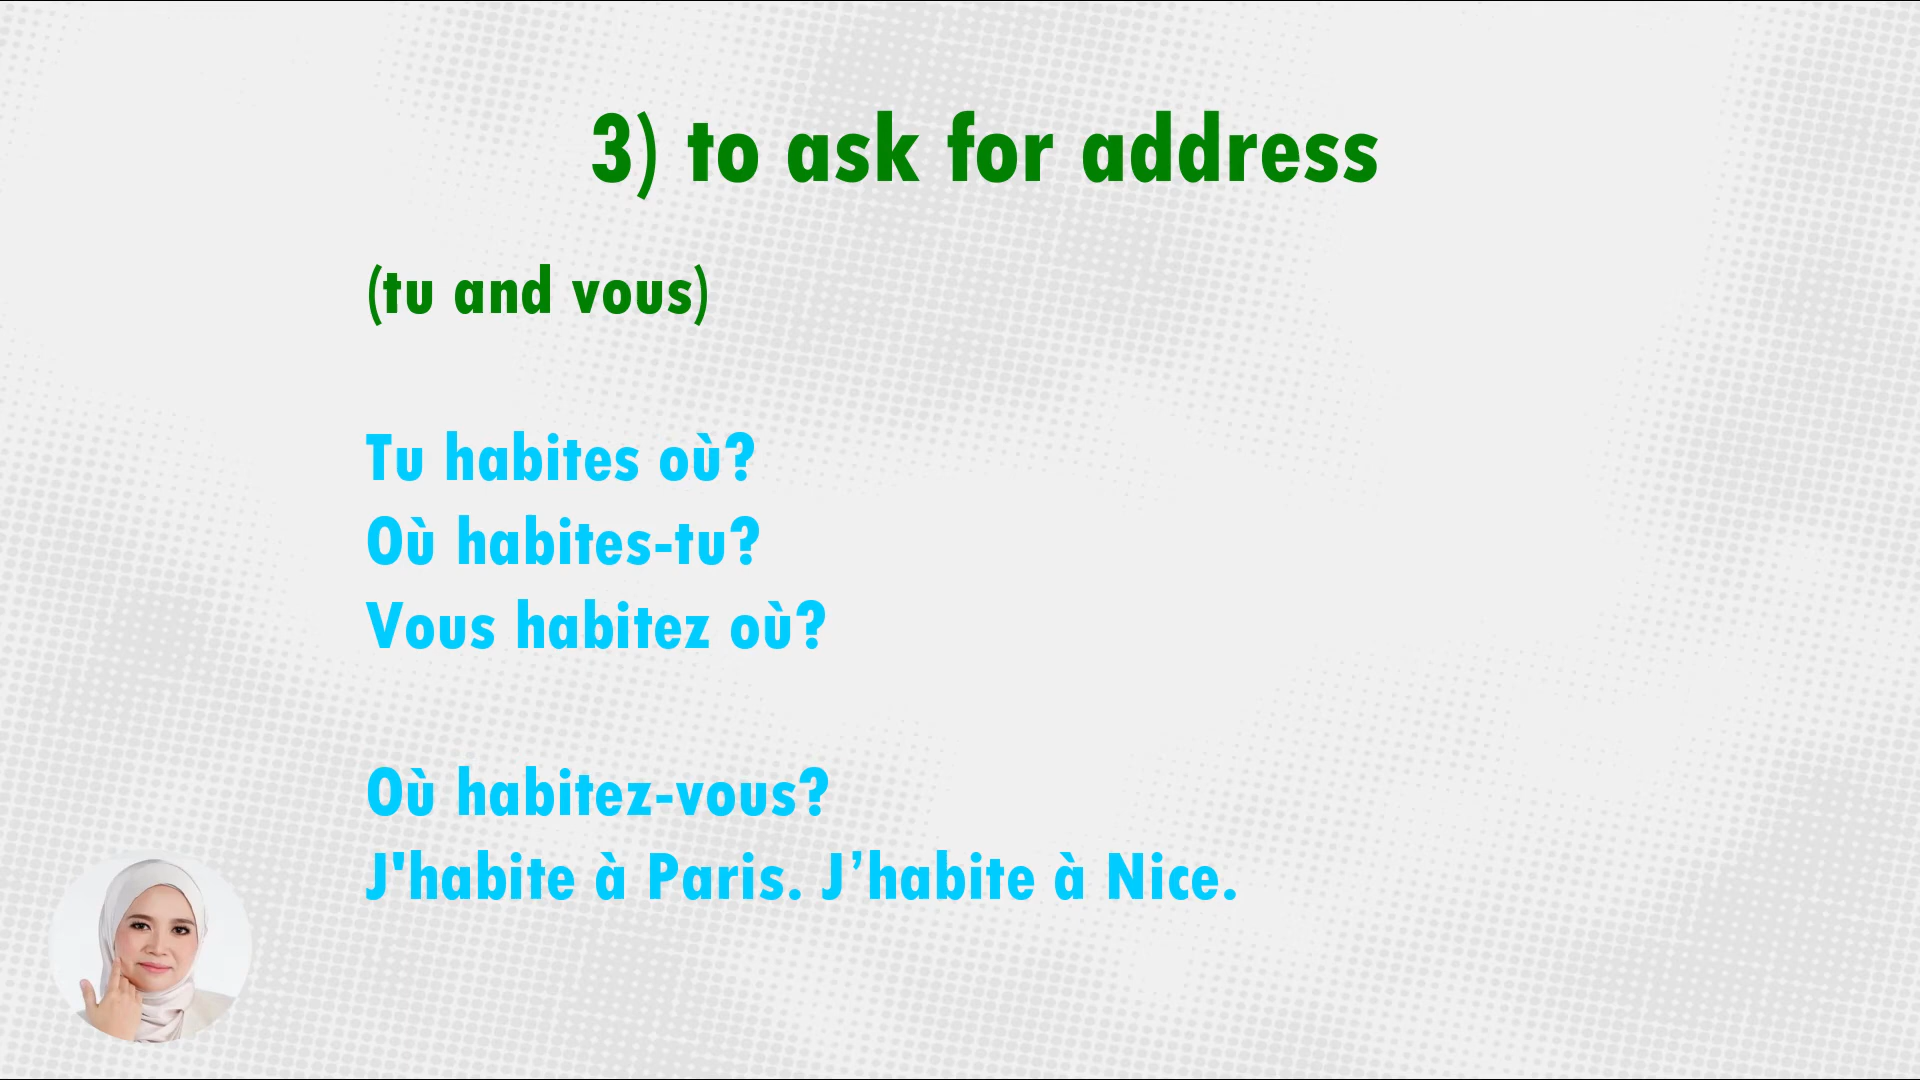 3) to ask for address
(tu and vous)
Tu habites où?
Où habites-tu?
Vous habitez où?
Où habitez-vous?
J'habite à Paris. J’habite à Nice.